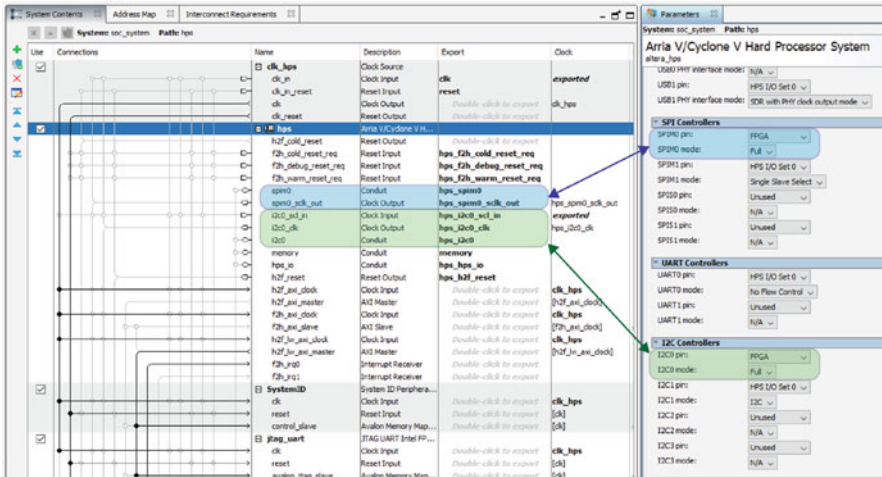 System Contents Address Map Interconnect Requirements
System: soc_system Path: hps
Use Connections Name Description Export Clock
clk_hps Clock Source
clk_in Clock Input clk exported
clk_in_reset Reset Input reset
clk Clock Output Double-click to export clk_hps
clk_reset Reset Output Double-click to export
hps Arria V/Cyclone V H...
h2f_cold_reset Reset Output Double-click to export
f2h_cold_reset_req Reset Input hps_f2h_cold_reset_req
f2h_debug_reset_req Reset Input hps_f2h_debug_reset_req
f2h_warm_reset_req Reset Input hps_f2h_warm_reset_req
spim0 Conduit hps_spim0
spim0_sclk_out Clock Output hps_spim0_sclk_out hps_spim0_sclk_out
i2c0_scl_in Clock Input hps_i2c0_scl_in exported
i2c0_clk Clock Output hps_i2c0_clk hps_i2c0_clk
i2c0 Conduit hps_i2c0
memory Conduit memory
hps_io Conduit hps_hps_io
h2f_reset Reset Output hps_h2f_reset
h2f_axi_clock Clock Input Double-click to export clk_hps
h2f_axi_master AXI Master Double-click to export [h2f_axi_clock]
f2h_axi_clock Clock Input Double-click to export clk_hps
f2h_axi_slave AXI Slave Double-click to export [f2h_axi_clock]
h2f_lw_axi_clock Clock Input Double-click to export clk_hps
h2f_lw_axi_master AXI Master Double-click to export [h2f_lw_axi_clock]
f2h_irq0 Interrupt Receiver Double-click to export
f2h_irq1 Interrupt Receiver Double-click to export
SystemID System ID Periphera...
clk Clock Input Double-click to export clk_hps
reset Reset Input Double-click to export [clk]
control_slave Avalon Memory Map... Double-click to export [clk]
jtag_uart JTAG UART Intel FP...
clk Clock Input Double-click to export clk_hps
reset Reset Input Double-click to export [clk]
avalon_jtag_slave Avalon Memory Map... Double-click to export [clk]
Parameters
System: soc_system Path: hps
Arria V/Cyclone V Hard Processor System
altera_hps
USB0 PHY interface mode: N/A
USB1 pin: HPS I/O Set 0
USB1 PHY interface mode: SDR with PHY clock output mode
SPI Controllers
SPIM0 pin: FPGA
SPIM0 mode: Full
SPIM1 pin: HPS I/O Set 0
SPIM1 mode: Single Slave Select
SPIS0 pin: Unused
SPIS0 mode: N/A
SPIS1 pin: Unused
SPIS1 mode: N/A
UART Controllers
UART0 pin: HPS I/O Set 0
UART0 mode: No Flow Control
UART1 pin: Unused
UART1 mode: N/A
I2C Controllers
I2C0 pin: FPGA
I2C0 mode: Full
I2C1 pin: HPS I/O Set 0
I2C1 mode: I2C
I2C2 pin: Unused
I2C2 mode: N/A
I2C3 pin: Unused
I2C3 mode: N/A